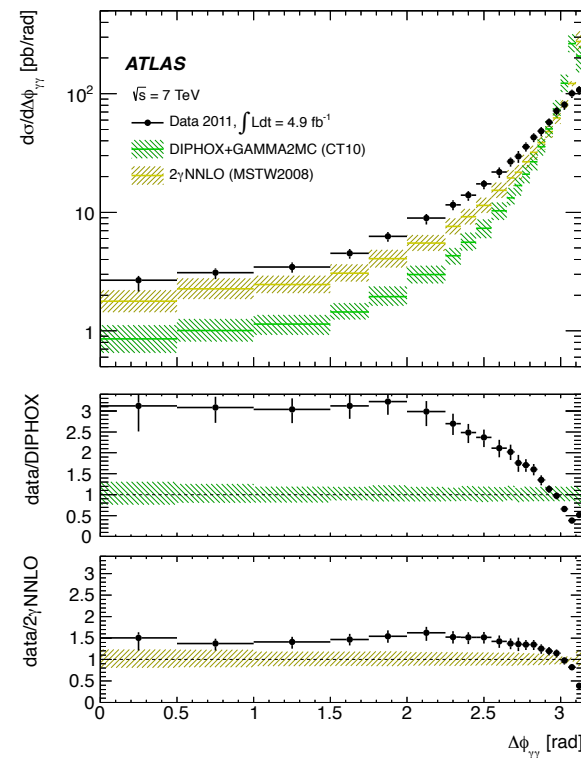 dσ/dΔϕγγ [pb/rad]
10²
10
1
ATLAS
√s = 7 TeV
Data 2011, ∫Ldt = 4.9 fb⁻¹
DIPHOX+GAMMA2MC (CT10)
2γNNLO (MSTW2008)
data/DIPHOX
3
2.5
2
1.5
1
0.5
0
data/2γNNLO
3
2.5
2
1.5
1
0.5
0
0 0.5 1 1.5 2 2.5 3
Δϕγγ [rad]